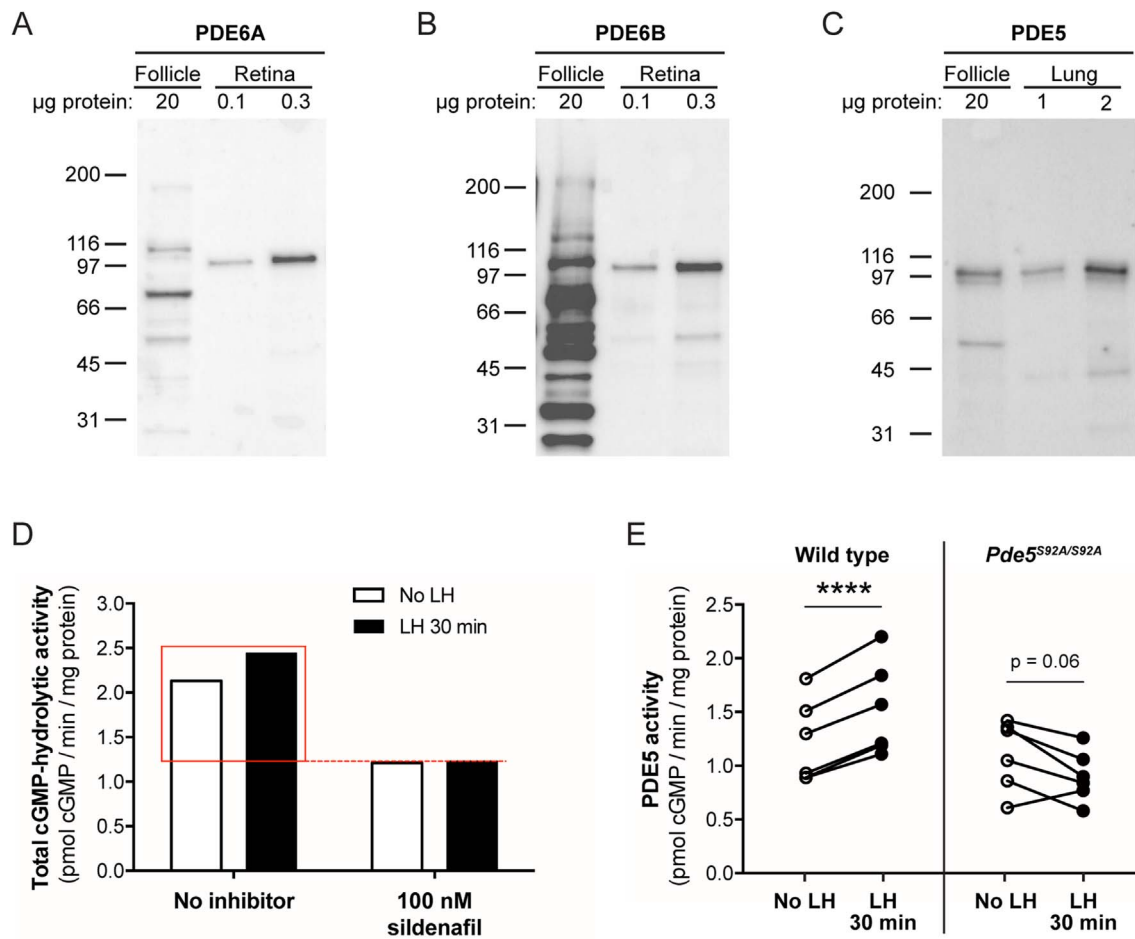 A
PDE6A
Follicle Retina
µg protein: 20 0.1 0.3
200
116
97
66
45
31
B
PDE6B
Follicle Retina
µg protein: 20 0.1 0.3
200
116
97
66
45
31
C
PDE5
Follicle Lung
µg protein: 20 1 2
200
116
97
66
45
31
D
Total cGMP-hydrolytic activity
(pmol cGMP / min / mg protein)
3.0
2.5
2.0
1.5
1.0
0.5
0.0
No LH
LH 30 min
No inhibitor
100 nM
sildenafil
E
Wild type
Pde5S92A/S92A
PDE5 activity
(pmol cGMP / min / mg protein)
2.5
2.0
1.5
1.0
0.5
0.0
****
p = 0.06
No LH LH No LH LH
30 min 30 min